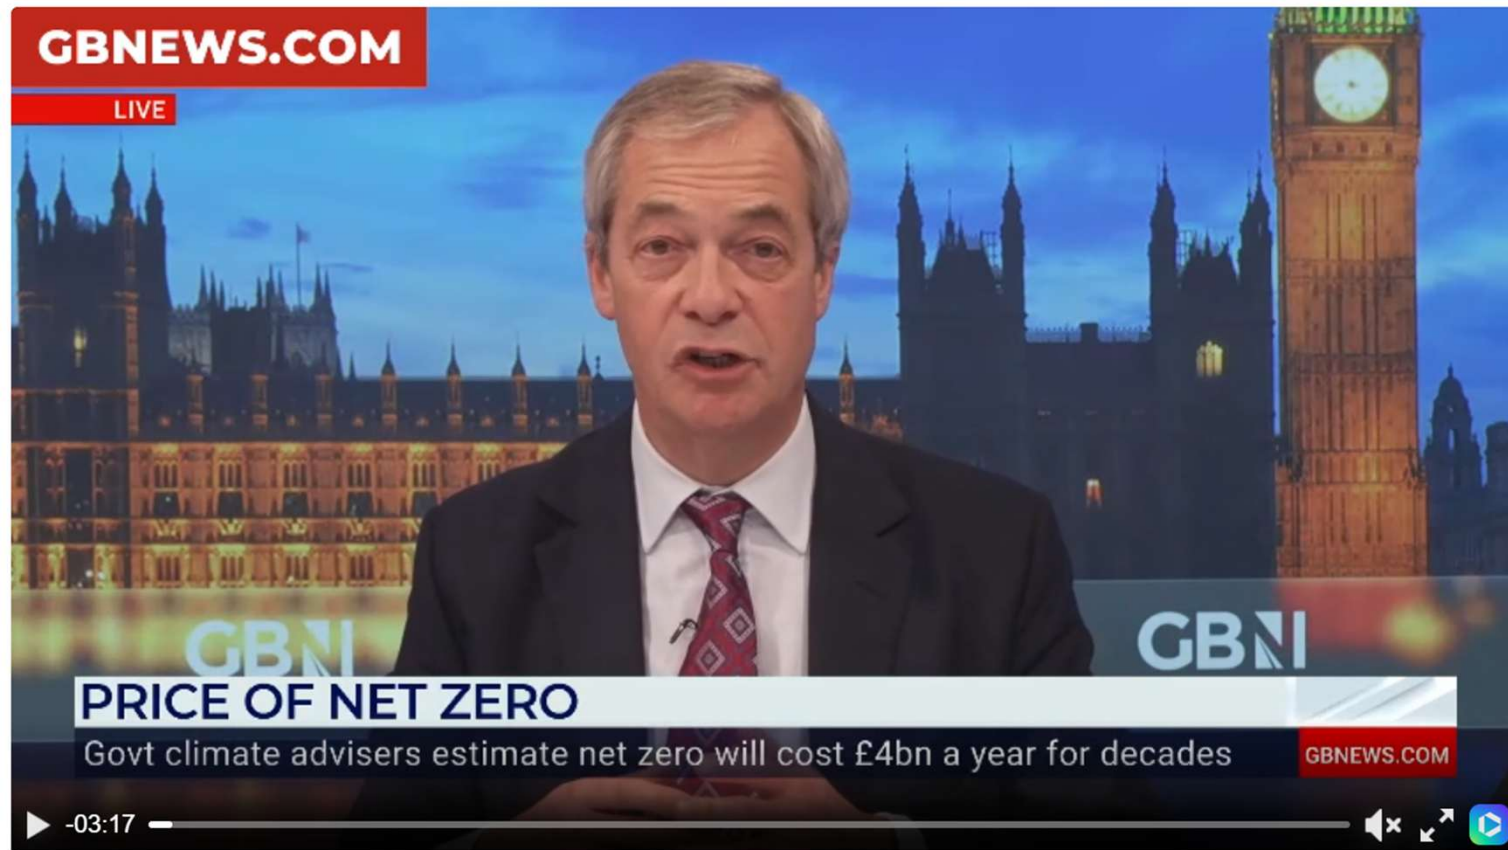 GBNEWS.COM
LIVE
GBN
GBN
PRICE OF NET ZERO
Govt climate advisers estimate net zero will cost £4bn a year for decades
GBNEWS.COM
-03:17